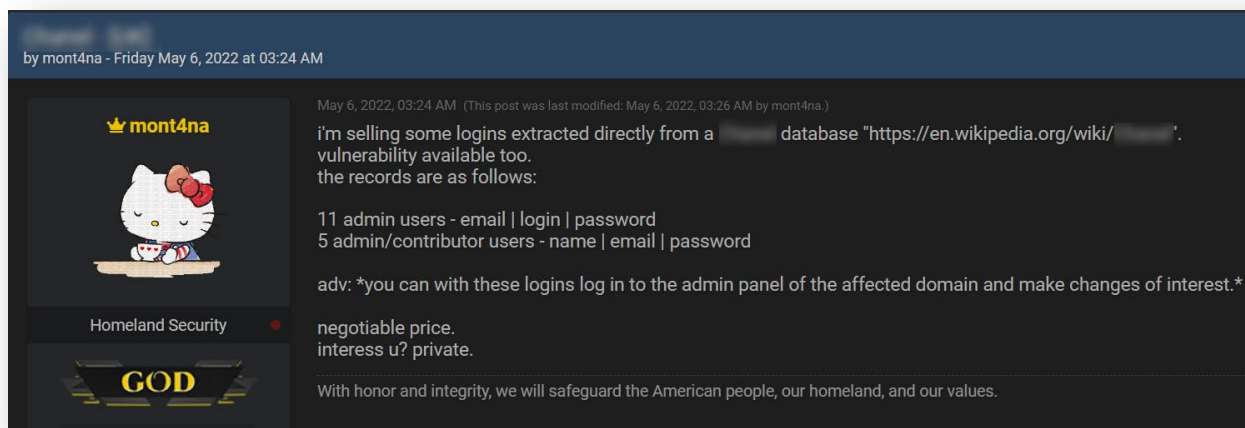 by mont4na - Friday May 6, 2022 at 03:24 AM
mont4na
Homeland Security
GOD
May 6, 2022, 03:24 AM (This post was last modified: May 6, 2022, 03:26 AM by mont4na.)
i'm selling some logins extracted directly from a database "https://en.wikipedia.org/wiki/ ".
vulnerability available too.
the records are as follows:
11 admin users - email | login | password
5 admin/contributor users - name | email | password
adv: *you can with these logins log in to the admin panel of the affected domain and make changes of interest.*
negotiable price.
interess u? private.
With honor and integrity, we will safeguard the American people, our homeland, and our values.